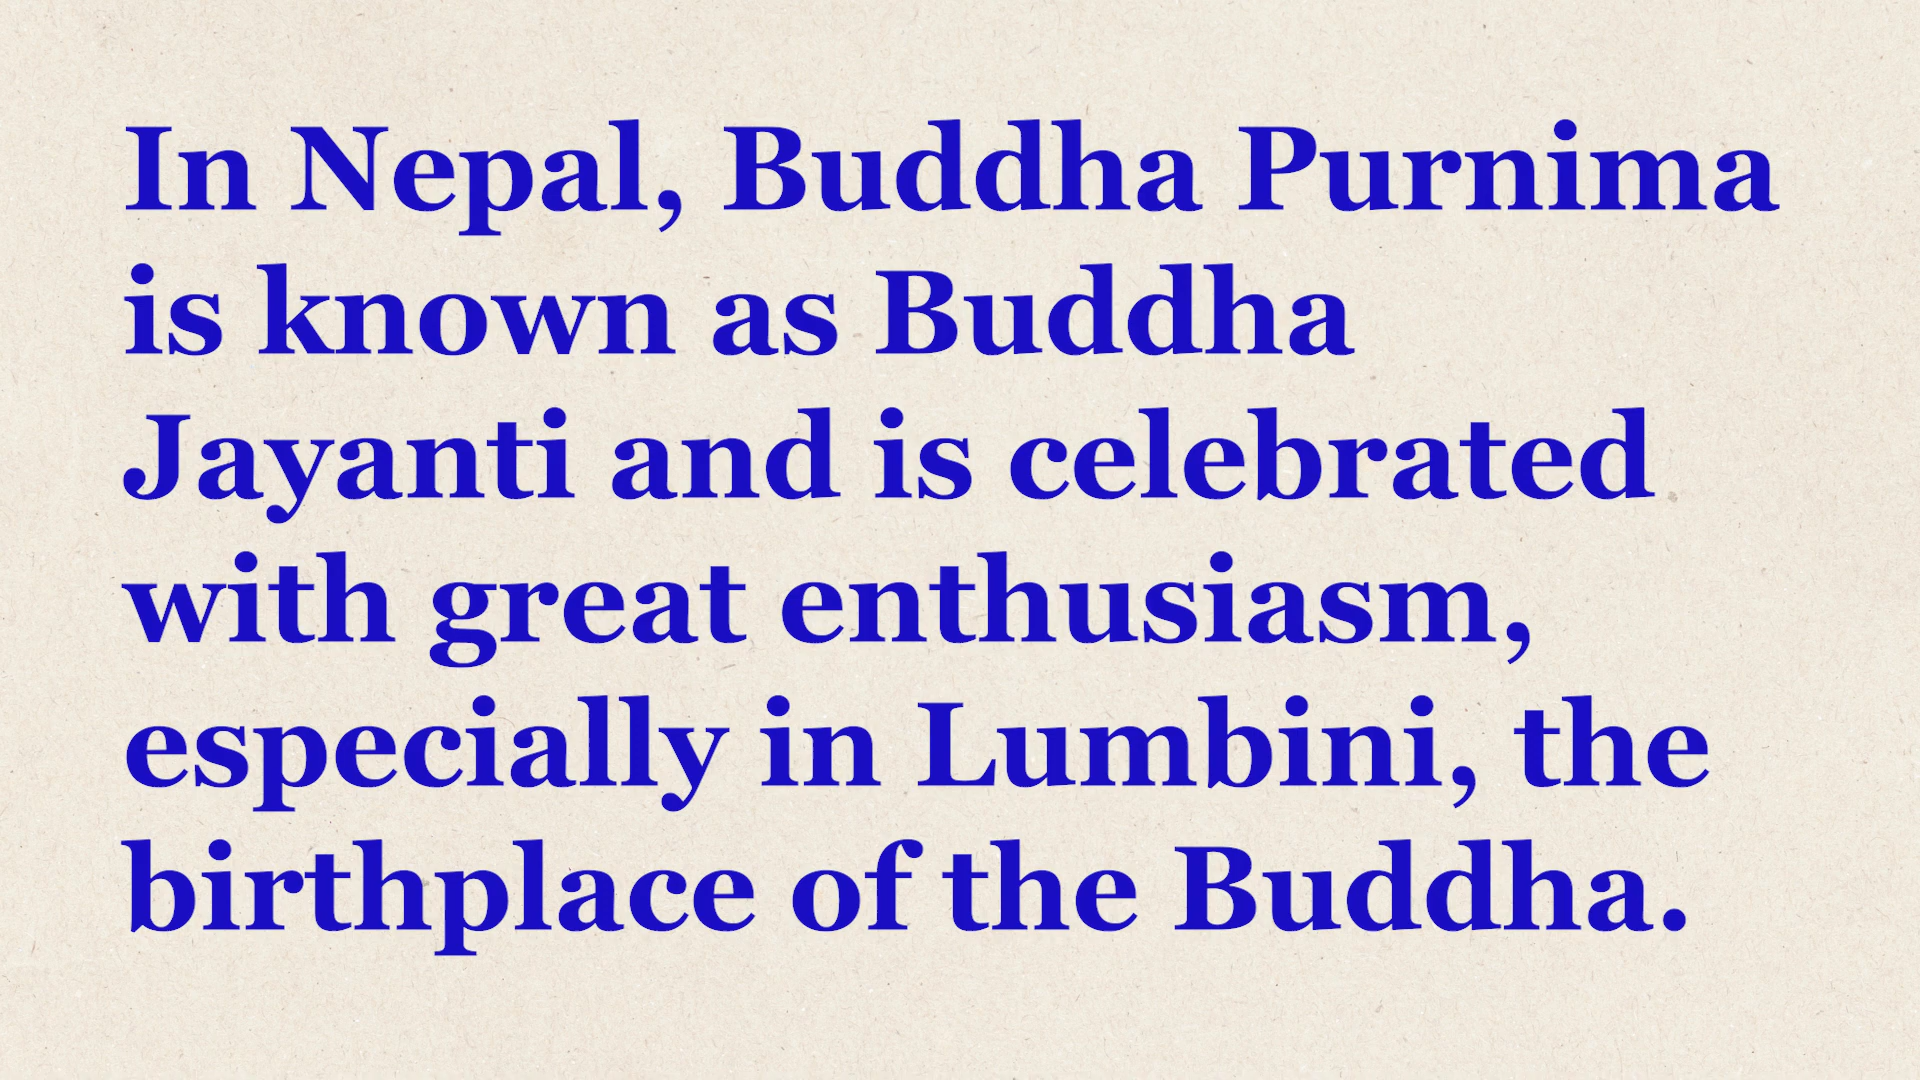 In Nepal, Buddha Purnima
is known as Buddha
Jayanti and is celebrated
with great enthusiasm,
especially in Lumbini, the
birthplace of the Buddha.